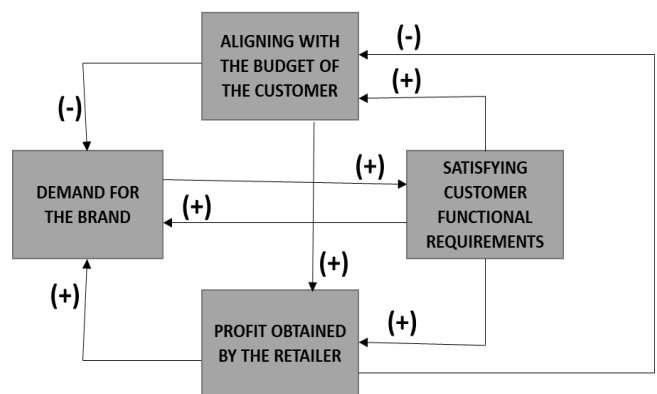 ALIGNING WITH
THE BUDGET OF
THE CUSTOMER
(-)
(+)
(-)
DEMAND FOR
THE BRAND
(+)
(+)
SATISFYING
CUSTOMER
FUNCTIONAL
REQUIREMENTS
(+)
(+)
(+)
PROFIT OBTAINED
BY THE RETAILER